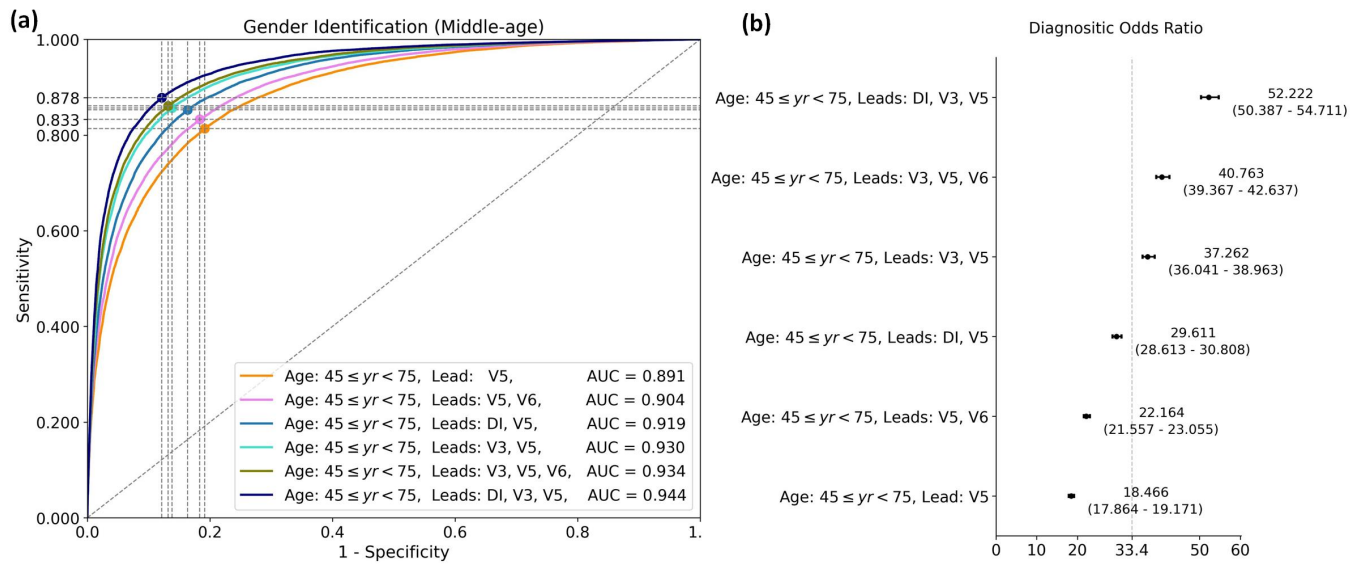 (a)
Gender Identification (Middle-age)
1.000
0.878
0.833
0.800
0.600
0.400
0.200
0.000
Sensitivity
0.0
0.2
0.4
0.6
0.8
1.
1 - Specificity
Age: 45 ≤ yr < 75, Lead: V5, AUC = 0.891
Age: 45 ≤ yr < 75, Leads: V5, V6, AUC = 0.904
Age: 45 ≤ yr < 75, Leads: DI, V5, AUC = 0.919
Age: 45 ≤ yr < 75, Leads: V3, V5, AUC = 0.930
Age: 45 ≤ yr < 75, Leads: V3, V5, V6, AUC = 0.934
Age: 45 ≤ yr < 75, Leads: DI, V3, V5, AUC = 0.944
(b)
Diagnositic Odds Ratio
Age: 45 ≤ yr < 75, Leads: DI, V3, V5
52.222
(50.387 - 54.711)
Age: 45 ≤ yr < 75, Leads: V3, V5, V6
40.763
(39.367 - 42.637)
Age: 45 ≤ yr < 75, Leads: V3, V5
37.262
(36.041 - 38.963)
Age: 45 ≤ yr < 75, Leads: DI, V5
29.611
(28.613 - 30.808)
Age: 45 ≤ yr < 75, Leads: V5, V6
22.164
(21.557 - 23.055)
Age: 45 ≤ yr < 75, Lead: V5
18.466
(17.864 - 19.171)
0
10
20
33.4
50
60